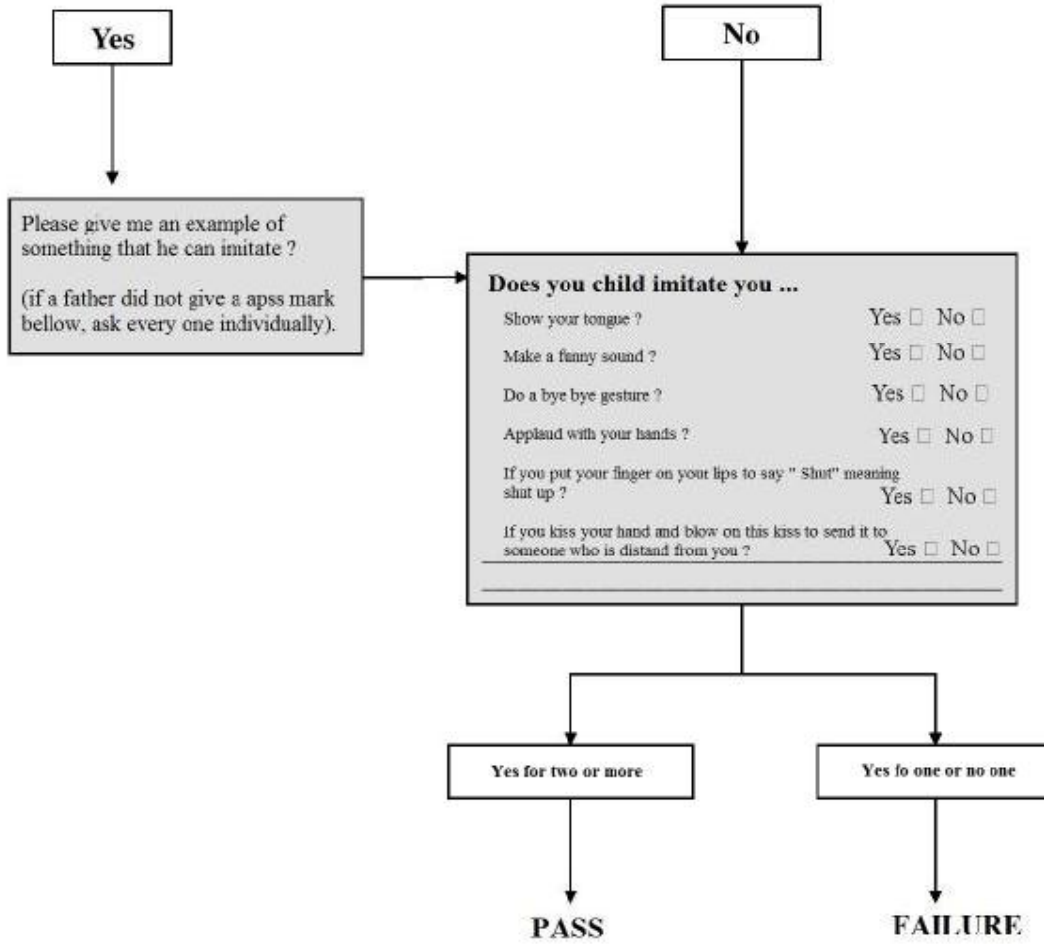 Yes
No
Please give me an example of
something that he can imitate ?
(if a father did not give a apss mark
bellow, ask every one individually).
Does you child imitate you ...
Show your tongue ? Yes □ No □
Make a funny sound ? Yes □ No □
Do a bye bye gesture ? Yes □ No □
Applaud with your hands ? Yes □ No □
If you put your finger on your lips to say " Shut" meaning
shut up ? Yes □ No □
If you kiss your hand and blow on this kiss to send it to
someone who is distand from you ? Yes □ No □
Yes for two or more
Yes fo one or no one
PASS
FAILURE